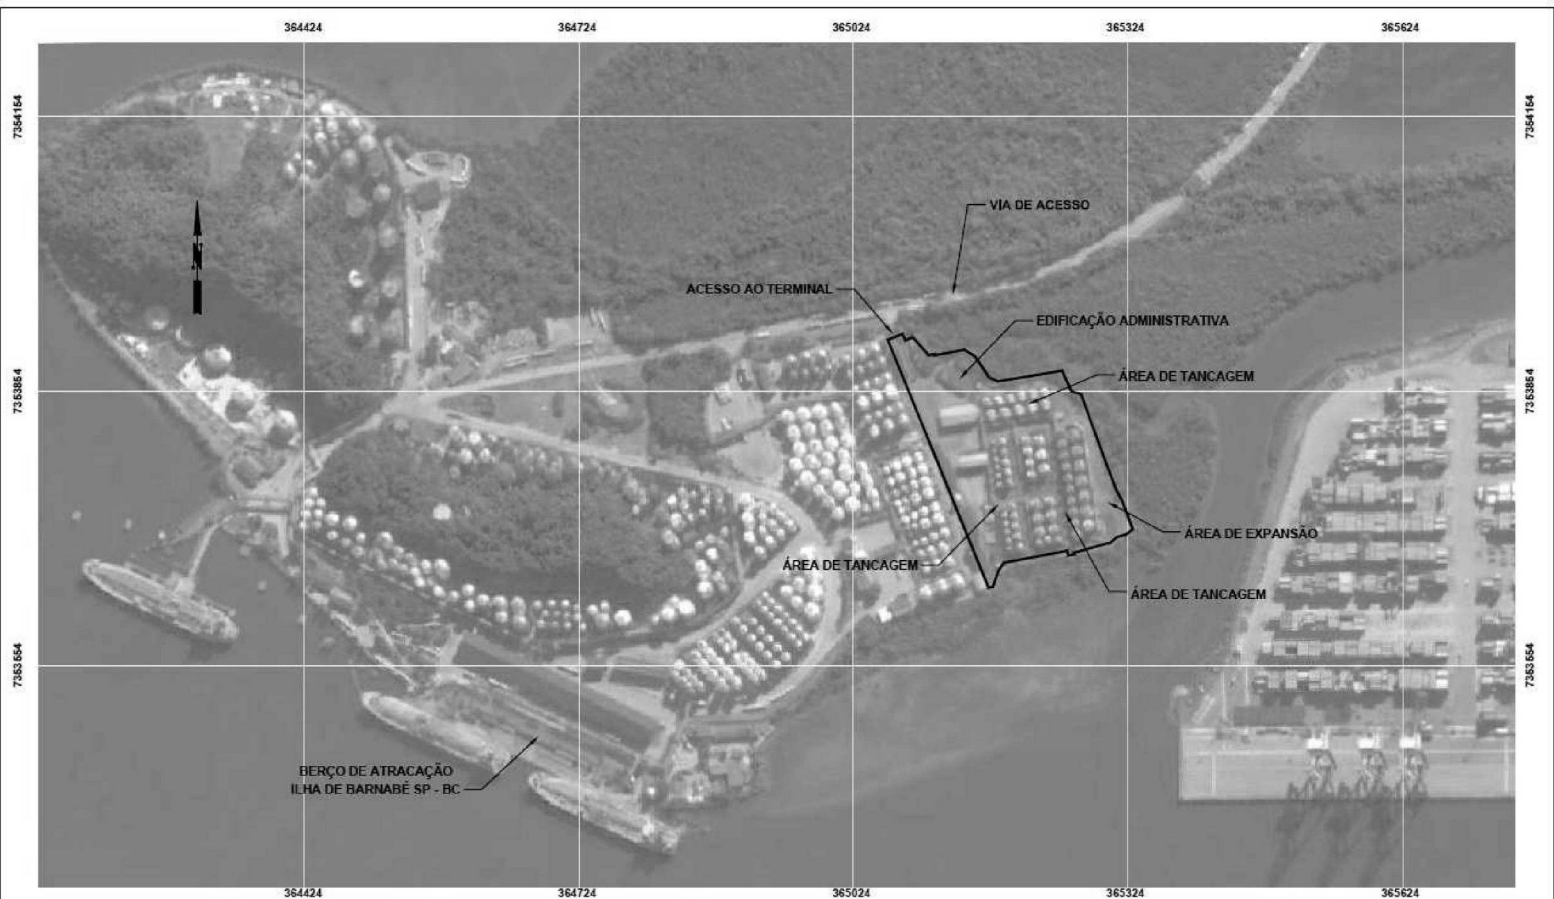 364424
364724
365024
365324
365624
7354154
7354154
VIA DE ACESSO
N
ACESSO AO TERMINAL
EDIFICAÇÃO ADMINISTRATIVA
ÁREA DE TANCAGEM
7353854
7353854
ÁREA DE EXPANSÃO
ÁREA DE TANCAGEM
ÁREA DE TANCAGEM
7353554
7353554
BERÇO DE ATRACAÇÃO
ILHA DE BARNABÉ SP - BC
364424
364724
365024
365324
365624